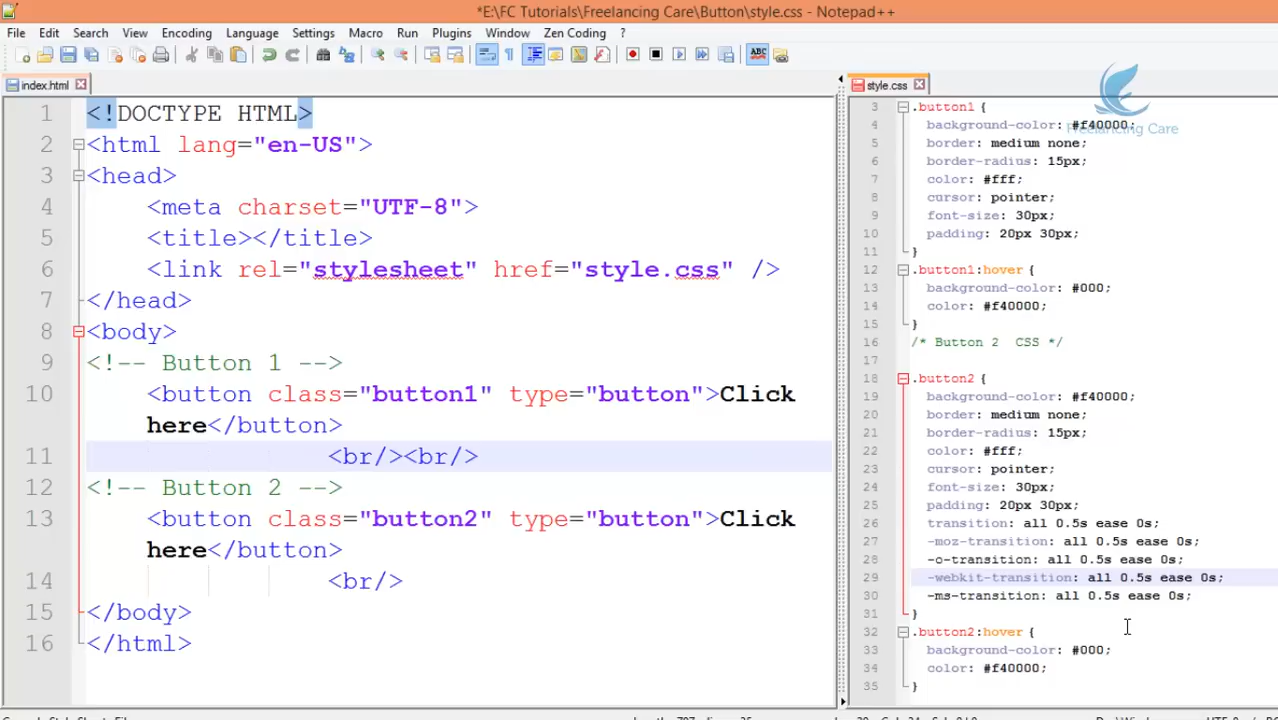 *E:\FC Tutorials\Freelancing Care\Button\style.css - Notepad++
File Edit Search View Encoding Language Settings Macro Run Plugins Window Zen Coding ?
ABC
index.html
1 <!DOCTYPE HTML>
2 <html lang="en-US">
3 <head>
4 <meta charset="UTF-8">
5 <title></title>
6 <link rel="stylesheet" href="style.css" />
7 </head>
8 <body>
9 <!-- Button 1 -->
10 <button class="button1" type="button">Click
here</button>
11 <br/><br/>
12 <!-- Button 2 -->
13 <button class="button2" type="button">Click
here</button>
14 <br/>
15 </body>
16 </html>
style.css
Freelancing Care
3 .button1 {
4 background-color: #f40000;
5 border: medium none;
6 border-radius: 15px;
7 color: #fff;
8 cursor: pointer;
9 font-size: 30px;
10 padding: 20px 30px;
11 }
12 .button1:hover {
13 background-color: #000;
14 color: #f40000;
15 }
16 /* Button 2  CSS */
17
18 .button2 {
19 background-color: #f40000;
20 border: medium none;
21 border-radius: 15px;
22 color: #fff;
23 cursor: pointer;
24 font-size: 30px;
25 padding: 20px 30px;
26 transition: all 0.5s ease 0s;
27 -moz-transition: all 0.5s ease 0s;
28 -o-transition: all 0.5s ease 0s;
29 -webkit-transition: all 0.5s ease 0s;
30 -ms-transition: all 0.5s ease 0s;
31 }
32 .button2:hover {
33 background-color: #000;
34 color: #f40000;
35 }